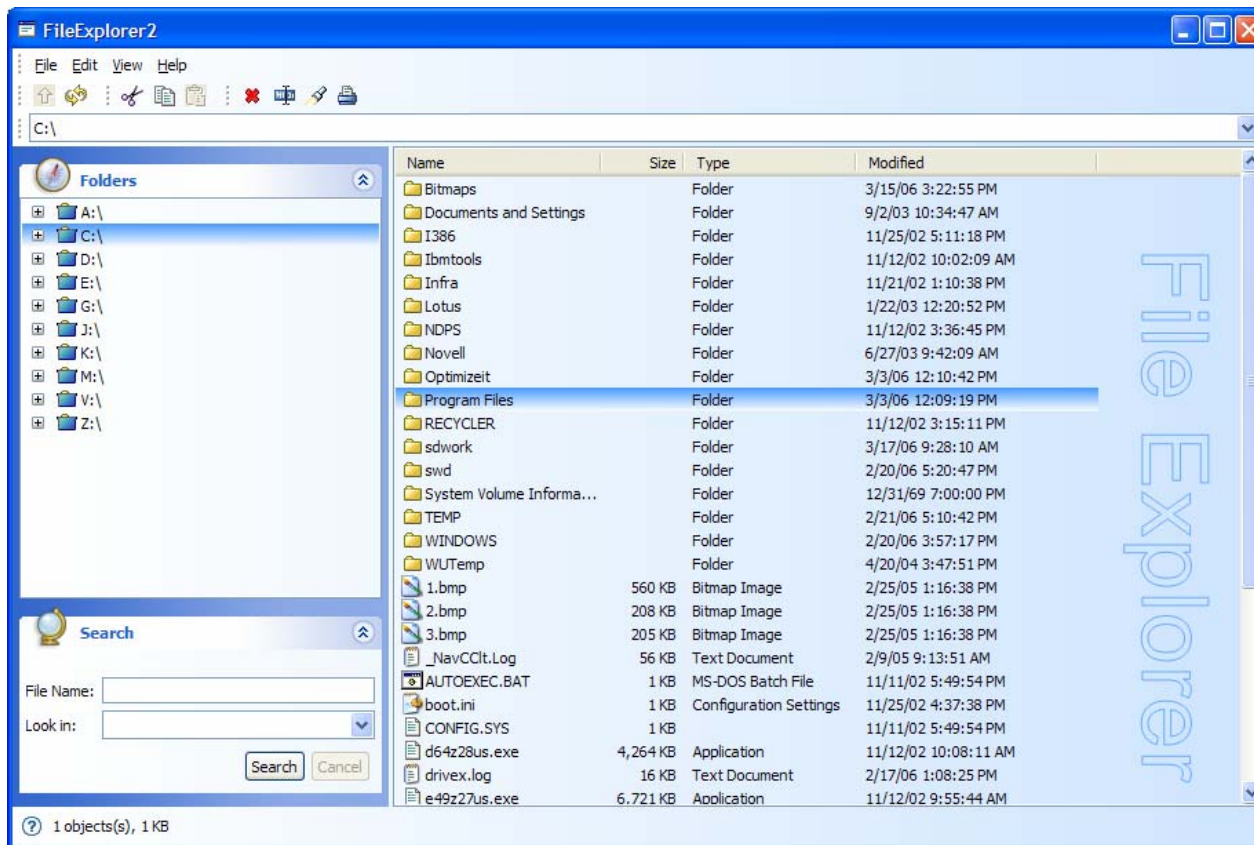 FileExplorer2
File Edit View Help
C:\
Folders
A:\
C:\
D:\
E:\
G:\
J:\
K:\
M:\
V:\
Z:\
Search
File Name:
Look in:
Search Cancel
Name Size Type Modified
Bitmaps Folder 3/15/06 3:22:55 PM
Documents and Settings Folder 9/2/03 10:34:47 AM
I386 Folder 11/25/02 5:11:18 PM
Ibmtools Folder 11/12/02 10:02:09 AM
Infra Folder 11/21/02 1:10:38 PM
Lotus Folder 1/22/03 12:20:52 PM
NDPS Folder 11/12/02 3:36:45 PM
Novell Folder 6/27/03 9:42:09 AM
Optimizeit Folder 3/3/06 12:10:42 PM
Program Files Folder 3/3/06 12:09:19 PM
RECYCLER Folder 11/12/02 3:15:11 PM
sdwork Folder 3/17/06 9:28:10 AM
swd Folder 2/20/06 5:20:47 PM
System Volume Informa... Folder 12/31/69 7:00:00 PM
TEMP Folder 2/21/06 5:10:42 PM
WINDOWS Folder 2/20/06 3:57:17 PM
WUTemp Folder 4/20/04 3:47:51 PM
1.bmp 560 KB Bitmap Image 2/25/05 1:16:38 PM
2.bmp 208 KB Bitmap Image 2/25/05 1:16:38 PM
3.bmp 205 KB Bitmap Image 2/25/05 1:16:38 PM
_NavCClt.Log 56 KB Text Document 2/9/05 9:13:51 AM
AUTOEXEC.BAT 1 KB MS-DOS Batch File 11/11/02 5:49:54 PM
boot.ini 1 KB Configuration Settings 11/25/02 4:37:38 PM
CONFIG.SYS 1 KB 11/11/02 5:49:54 PM
d64z28us.exe 4,264 KB Application 11/12/02 10:08:11 AM
drivex.log 16 KB Text Document 2/17/06 1:08:25 PM
e49z27us.exe 6.721 KB Application 11/12/02 9:55:44 AM
File Explorer
1 objects(s), 1 KB